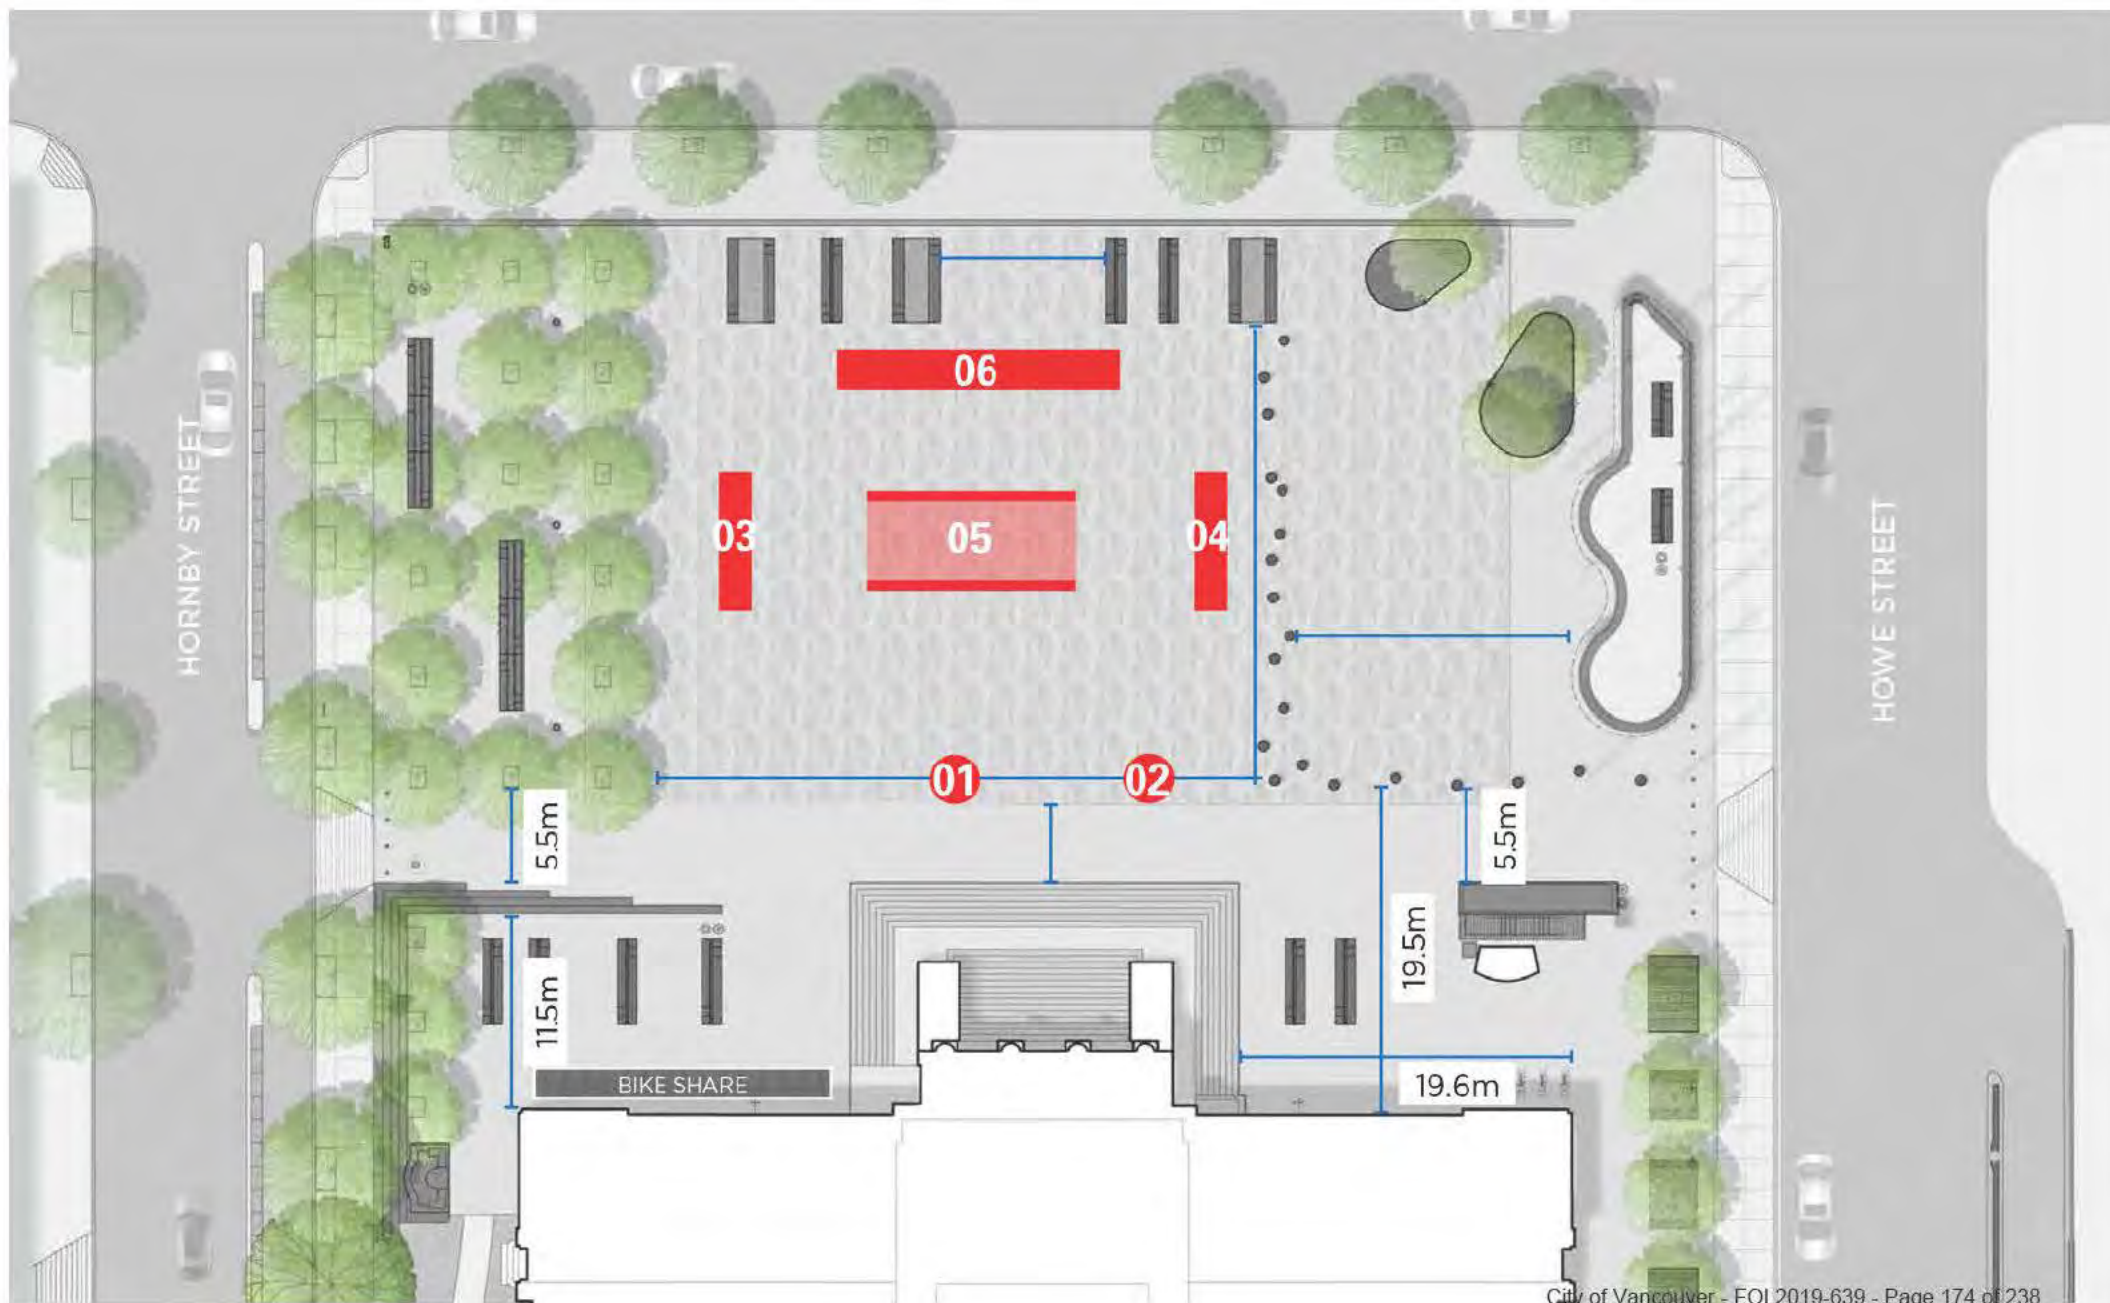 06
03
05
04
HORNBY STREET
HOWE STREET
01
02
5.5m
5.5m
19.5m
11.5m
BIKE SHARE
19.6m
City of Vancouver - FOI 2019-639 - Page 174 of 238